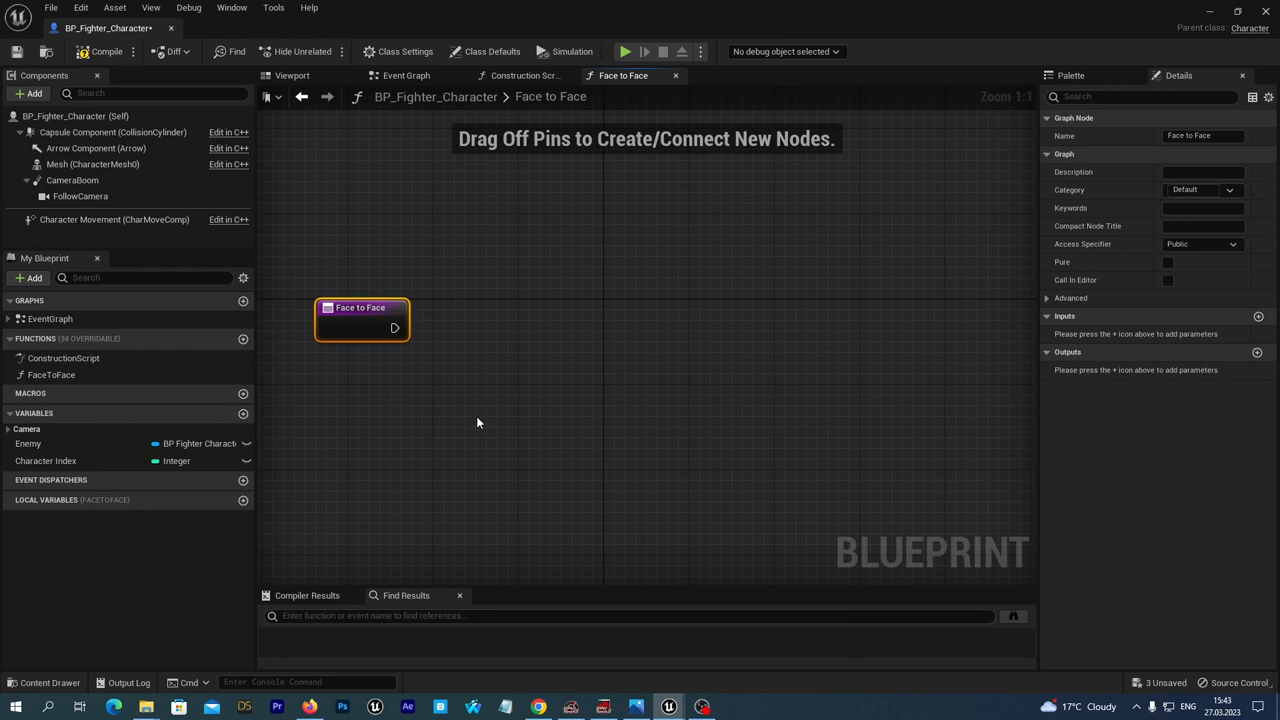 File Edit Asset View Debug Window Tools Help
BP_Fighter_Character*
Parent class: Character
Compile Diff Find Hide Unrelated Class Settings Class Defaults Simulation No debug object selected
Components Viewport Event Graph Construction Scr... Face to Face Palette Details
Add Search BP_Fighter_Character > Face to Face Zoom 1:1 Search
Drag Off Pins to Create/Connect New Nodes.
BP_Fighter_Character (Self)
Capsule Component (CollisionCylinder) Edit in C++
Arrow Component (Arrow) Edit in C++
Mesh (CharacterMesh0) Edit in C++
CameraBoom
FollowCamera
Character Movement (CharMoveComp) Edit in C++
My Blueprint
Add Search
GRAPHS
EventGraph
FUNCTIONS (34 OVERRIDABLE)
ConstructionScript
FaceToFace
MACROS
VARIABLES
Camera
Enemy BP Fighter Charact
Character Index Integer
EVENT DISPATCHERS
LOCAL VARIABLES (FACETOFACE)
Face to Face
BLUEPRINT
Graph Node
Name Face to Face
Graph
Description
Category Default
Keywords
Compact Node Title
Access Specifier Public
Pure
Call In Editor
Advanced
Inputs
Please press the + icon above to add parameters
Outputs
Please press the + icon above to add parameters
Compiler Results Find Results
Enter function or event name to find references...
Content Drawer Output Log Cmd Enter Console Command 3 Unsaved Source Control
17°C Cloudy ENG 15:43
27.03.2023